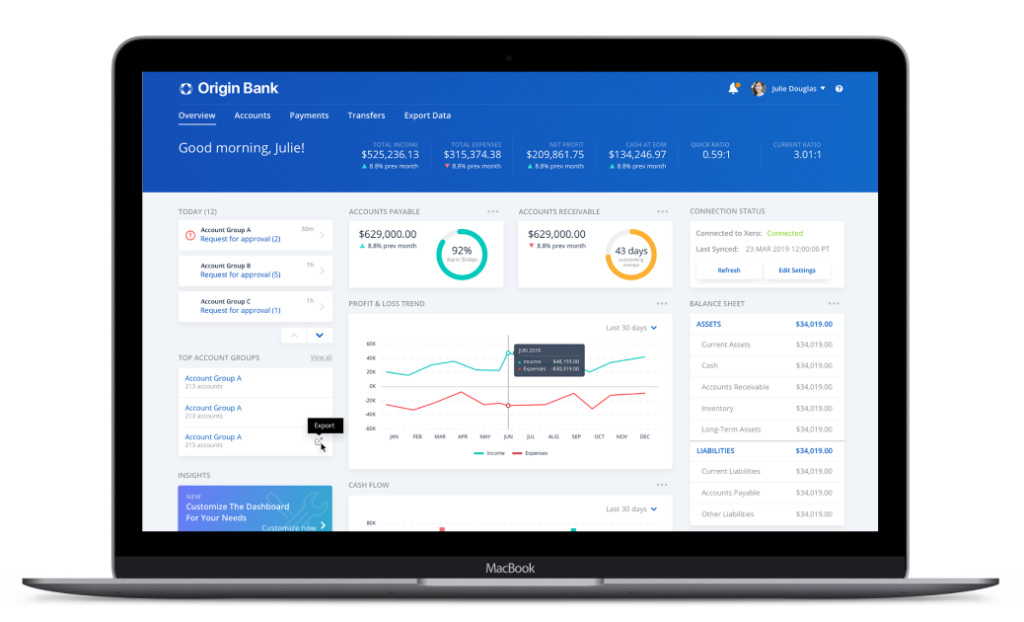 Origin Bank
Julie Douglas
?
Overview Accounts Payments Transfers Export Data
Good morning, Julie!
TOTAL INCOME
$525,236.13
8.8% prev month
TOTAL EXPENSES
$315,374.38
8.8% prev month
NET PROFIT
$209,861.75
8.8% prev month
CASH AT EOM
$134,246.97
8.8% prev month
QUICK RATIO
0.59:1
CURRENT RATIO
3.01:1
TODAY (12)
Account Group A 30m
Request for approval (2)
Account Group B 1h
Request for approval (5)
Account Group C 1h
Request for approval (1)
TOP ACCOUNT GROUPS View all
Account Group A
213 accounts
Account Group A
213 accounts
Account Group A
213 accounts
Export
INSIGHTS
NEW
Customize The Dashboard
For Your Needs
Customize now
ACCOUNTS PAYABLE
$629,000.00
8.8% prev month
92%
due in 30 days
ACCOUNTS RECEIVABLE
$629,000.00
8.8% prev month
43 days
outstanding
average
PROFIT & LOSS TREND
Last 30 days
60K
40K
20K
0K
-20K
-40K
-60K
JUN 2018
Income $48,193.00
Expenses -$30,319.00
JAN FEB MAR APR MAY JUN JUL AUG SEP OCT NOV DEC
Income Expenses
CASH FLOW
Last 30 days
80K
CONNECTION STATUS
Connected to Xero: Connected
Last Synced: 23 MAR 2019 12:00:00 PT
Refresh Edit Settings
BALANCE SHEET
ASSETS $34,019.00
Current Assets $34,019.00
Cash $34,019.00
Accounts Receivable $34,019.00
Inventory $34,019.00
Long-Term Assets $34,019.00
LIABILITIES $34,019.00
Current Liabilities $34,019.00
Accounts Payable $34,019.00
Other Liabilities $34,019.00
MacBook